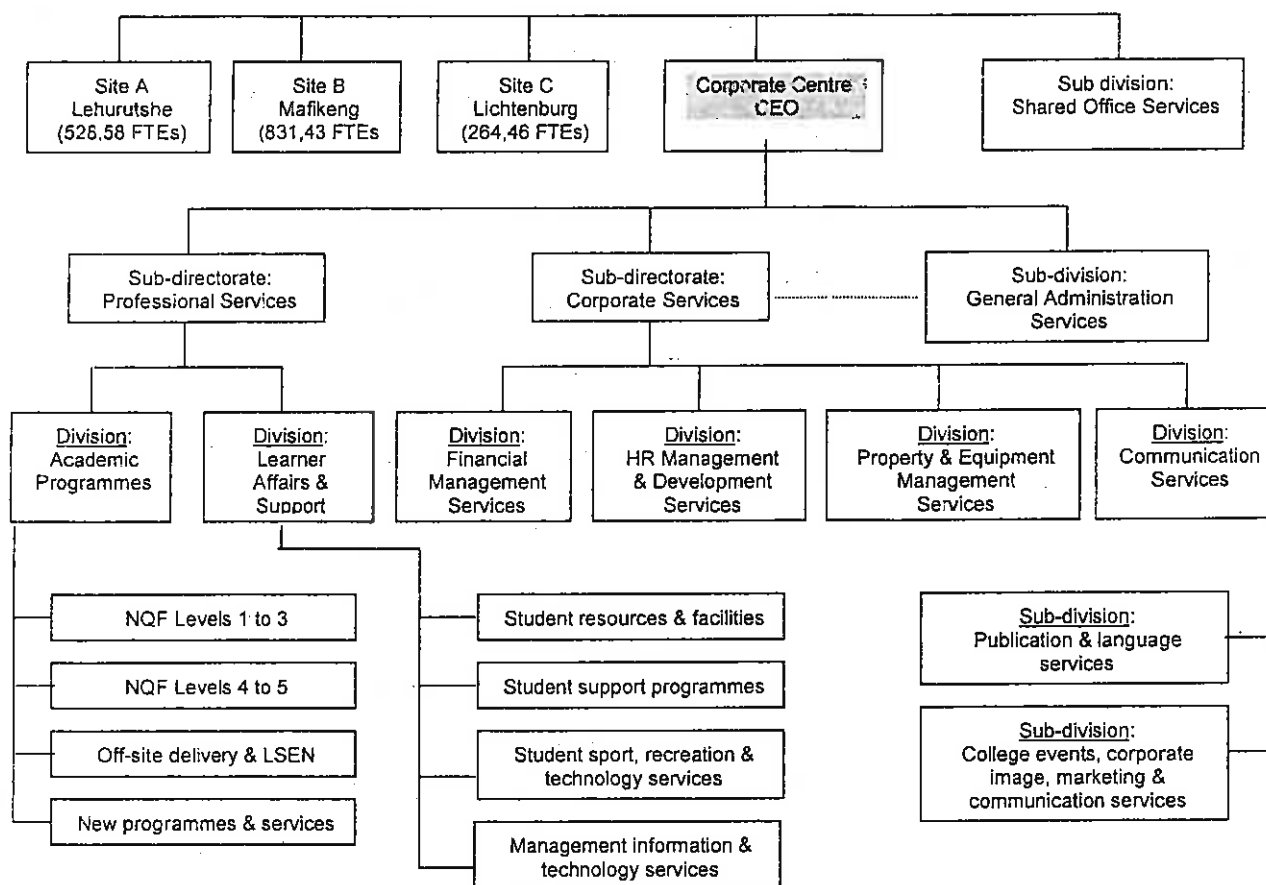 Site A
Lehurutshe
(528,58 FTEs)
Site B
Mafikeng
(831,43 FTEs
Site C
Lichtenburg
(264,46 FTEs)
Corporate Centre
CEO
Sub division:
Shared Office Services
Sub-directorate:
Professional Services
Sub-directorate:
Corporate Services
Sub-division:
General Administration
Services
Division:
Academic
Programmes
Division:
Learner
Affairs &
Support
Division:
Financial
Management
Services
Division:
HR Management
& Development
Services
Division:
Property & Equipment
Management
Services
Division:
Communication
Services
NQF Levels 1 to 3
NQF Levels 4 to 5
Off-site delivery & LSEN
New programmes & services
Student resources & facilities
Student support programmes
Student sport, recreation &
technology services
Management information &
technology services
Sub-division:
Publication & language
services
Sub-division:
College events, corporate
image, marketing &
communication services